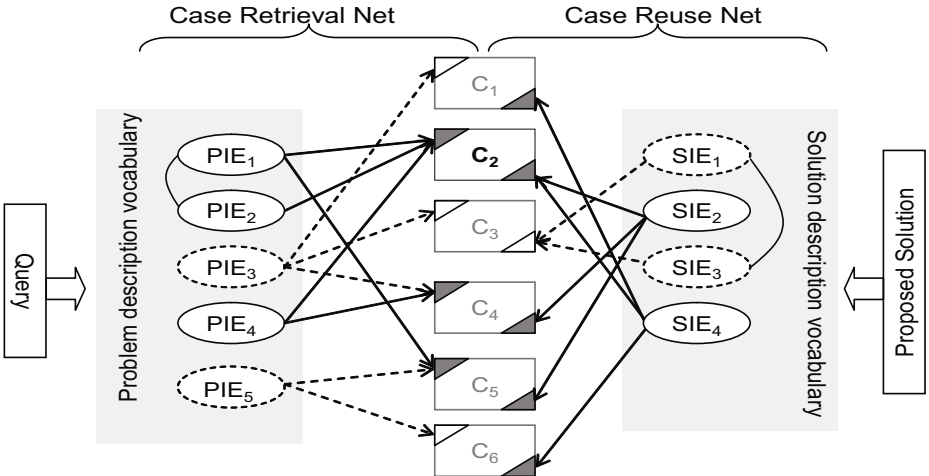 Case Retrieval Net
Case Reuse Net
Query
Problem description vocabulary
PIE₁
PIE₂
PIE₃
PIE₄
PIE₅
C₁
C₂
C₃
C₄
C₅
C₆
SIE₁
SIE₂
SIE₃
SIE₄
Solution description vocabulary
Proposed Solution